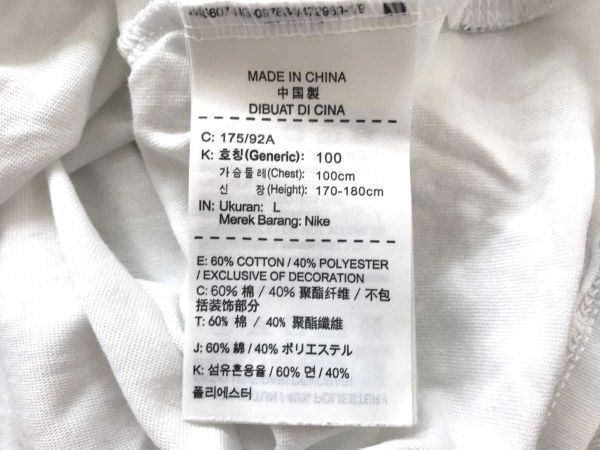 MADE IN CHINA
中国製
DIBUAT DI CINA
C: 175/92A
K: 호칭(Generic): 100
가슴둘레(Chest): 100cm
신 장(Height): 170-180cm
IN: Ukuran: L
Merek Barang: Nike
E: 60% COTTON / 40% POLYESTER
/ EXCLUSIVE OF DECORATION
C: 60% 棉 / 40% 聚酯纤维 / 不包
括装饰部分
T: 60% 棉 / 40% 聚酯纖維
J: 60% 綿 / 40% ポリエステル
K: 섬유혼용율 / 60% 면 / 40%
폴리에스터